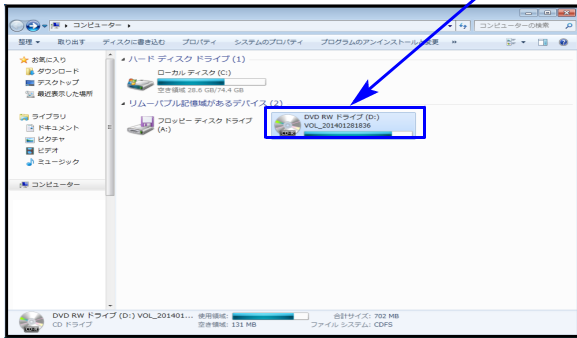 コンピューター
コンピューターの検索
整理 取り出す ディスクに書き込む プロパティ システムのプロパティ プログラムのアンインストールと変更 »
お気に入り
ダウンロード
デスクトップ
最近表示した場所
ライブラリ
ドキュメント
ピクチャ
ビデオ
ミュージック
コンピューター
ハード ディスク ドライブ (1)
ローカル ディスク (C:)
空き領域 28.6 GB/74.4 GB
リムーバブル記憶域があるデバイス (2)
フロッピー ディスク ドライブ
(A:)
DVD RW ドライブ (D:)
VOL_201401281836
DVD RW ドライブ (D:) VOL_201401... 使用領域: 合計サイズ: 702 MB
CD ドライブ 空き領域: 131 MB ファイル システム: CDFS